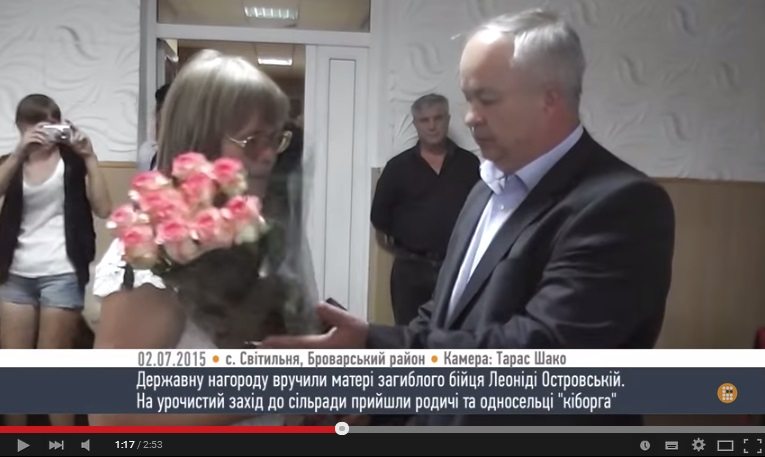 02.07.2015 ● с. Світильня, Броварський район ● Камера: Тарас Шако
Державну нагороду вручили матері загиблого бійця Леоніді Островській.
На урочистий захід до сільради прийшли родичі та односельці "кіборга"
1:17 / 2:53